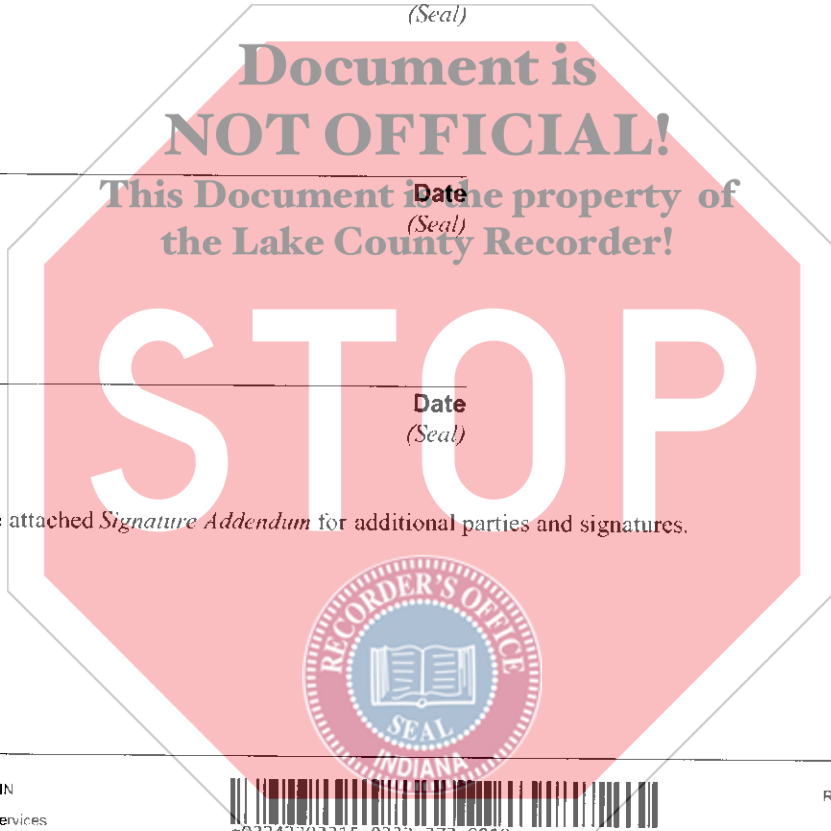 (Seal)
Document is
NOT OFFICIAL!
This Document is the property of
the Lake County Recorder!
Date
(Seal)
STOP
Date
(Seal)
attached Signature Addendum for additional parties and signatures.
RECORDER'S OFFICE
SEAL
INDIANA
IN
ervices
R